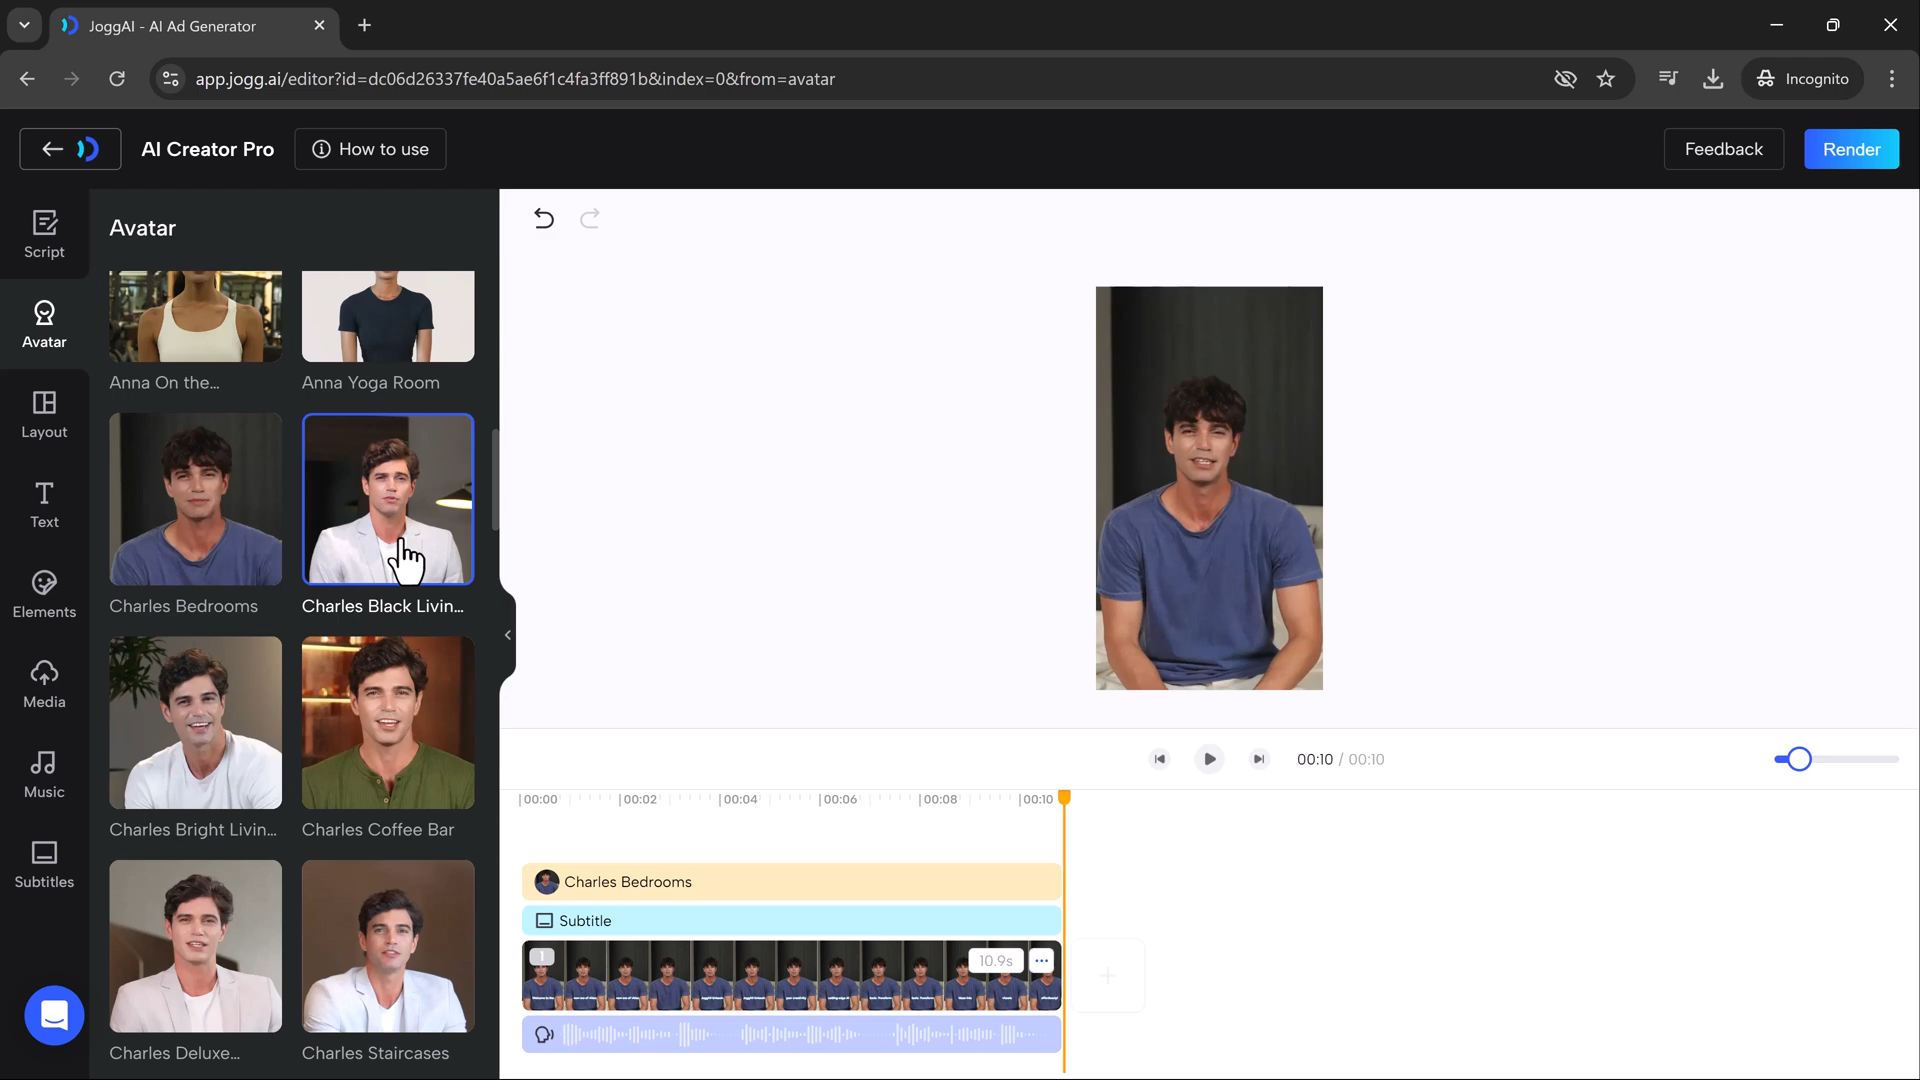 JoggAI - AI Ad Generator
app.jogg.ai/editor?id=dc06d26337fe40a5ae6f1c4fa3ff891b&index=0&from=avatar
Incognito
AI Creator Pro
How to use
Feedback
Render
Script
Avatar
Layout
Text
Elements
Media
Music
Subtitles
Avatar
Anna On the...
Anna Yoga Room
Charles Bedrooms
Charles Black Livin...
Charles Bright Livin...
Charles Coffee Bar
Charles Deluxe...
Charles Staircases
00:10 / 00:10
00:00
00:02
00:04
00:06
00:08
00:10
Charles Bedrooms
Subtitle
1
10.9s